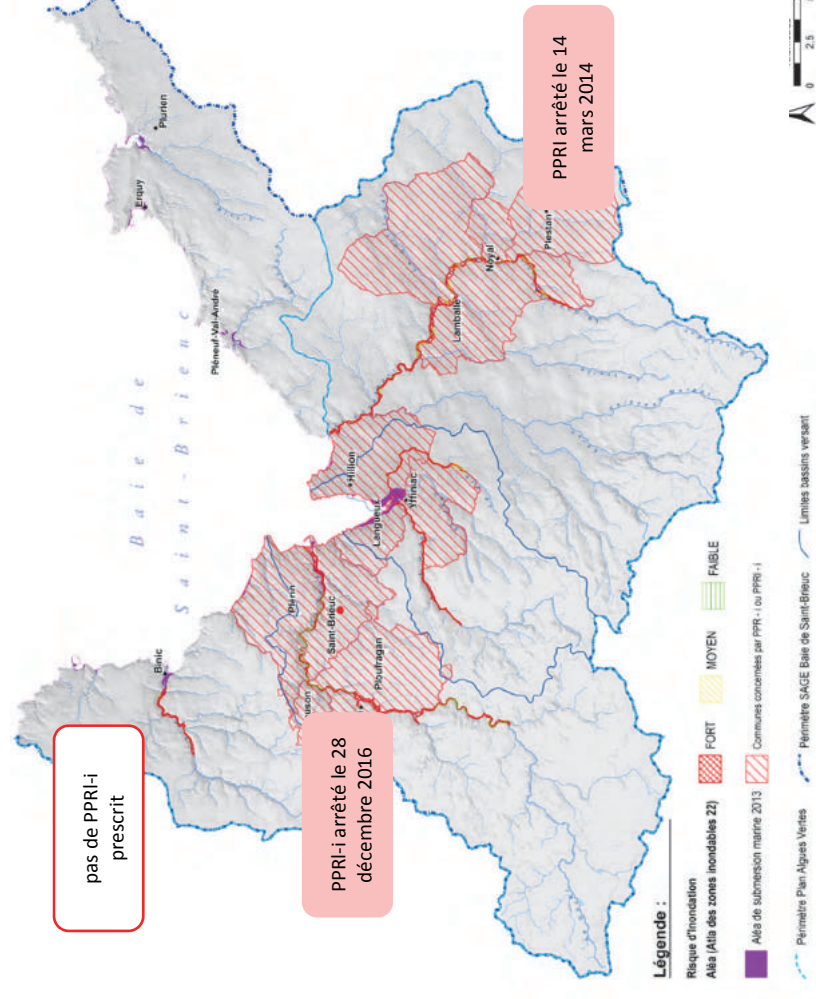 pas de PPRI-i
prescrit
PPRI-i arrêté le 28
décembre 2016
PPRI arrêté le 14
mars 2014
Baie de
Saint-Brieuc
Binic
Plérin
Saint-Brieuc
Ploufragan
Langueux
Yffiniac
Hillion
Pléneuf-Val-André
Erquy
Plurien
Lamballe
Noyal
Plestan
Légende :
Risque d'Inondation
Aléa (Atla des zones inondables 22)
FORT
MOYEN
FAIBLE
Aléa de submersion marine 2013
Communes concernées par PPR - i ou PPRI - i
Périmètre Plan Algues Vertes
Périmètre SAGE Baie de Saint-Brieuc
Limites bassins versant
0
2,5